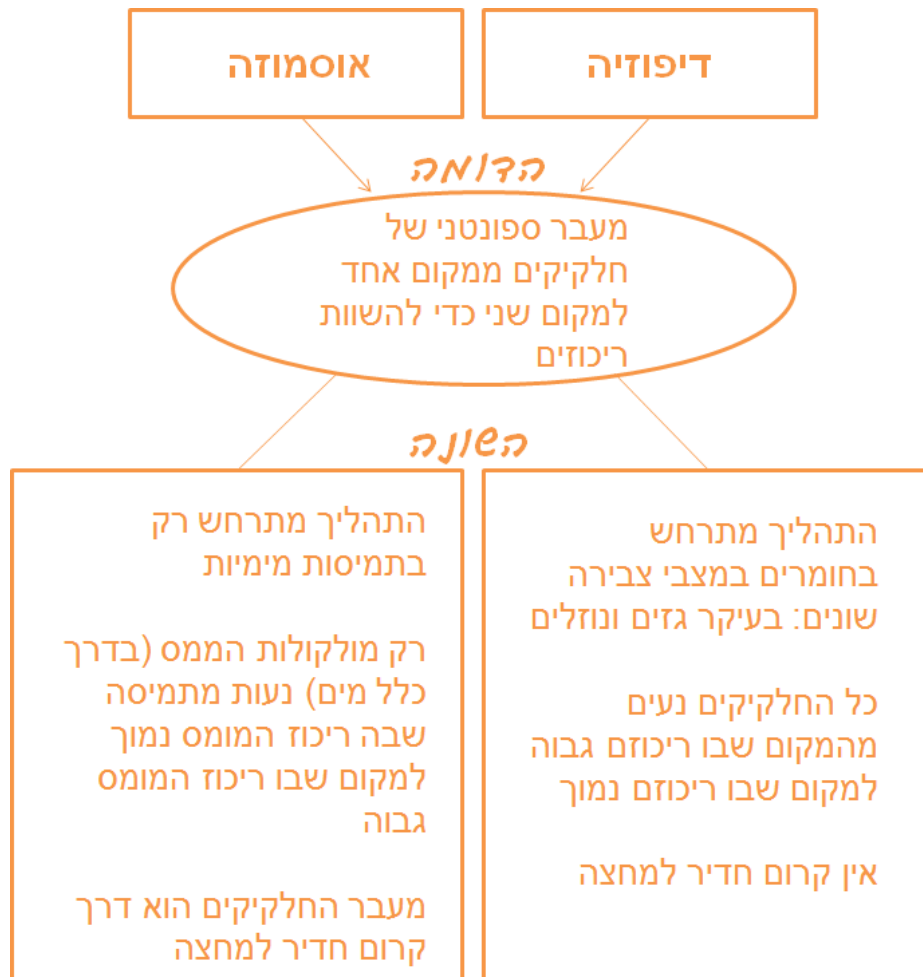 דיפוזיה
אוסמוזה
הדומה
מעבר ספונטני של
חלקיקים ממקום אחד
למקום שני כדי להשוות
ריכוזים
השונה
התהליך מתרחש
בחומרים במצבי צבירה
שונים: בעיקר גזים ונוזלים
כל החלקיקים נעים
מהמקום שבו ריכוזם גבוה
למקום שבו ריכוזם נמוך
אין קרום חדיר למחצה
התהליך מתרחש רק
בתמיסות מימיות
רק מולקולות הממס (בדרך
כלל מים) נעות מתמיסה
שבה ריכוז המומס נמוך
למקום שבו ריכוז המומס
גבוה
מעבר החלקיקים הוא דרך
קרום חדיר למחצה